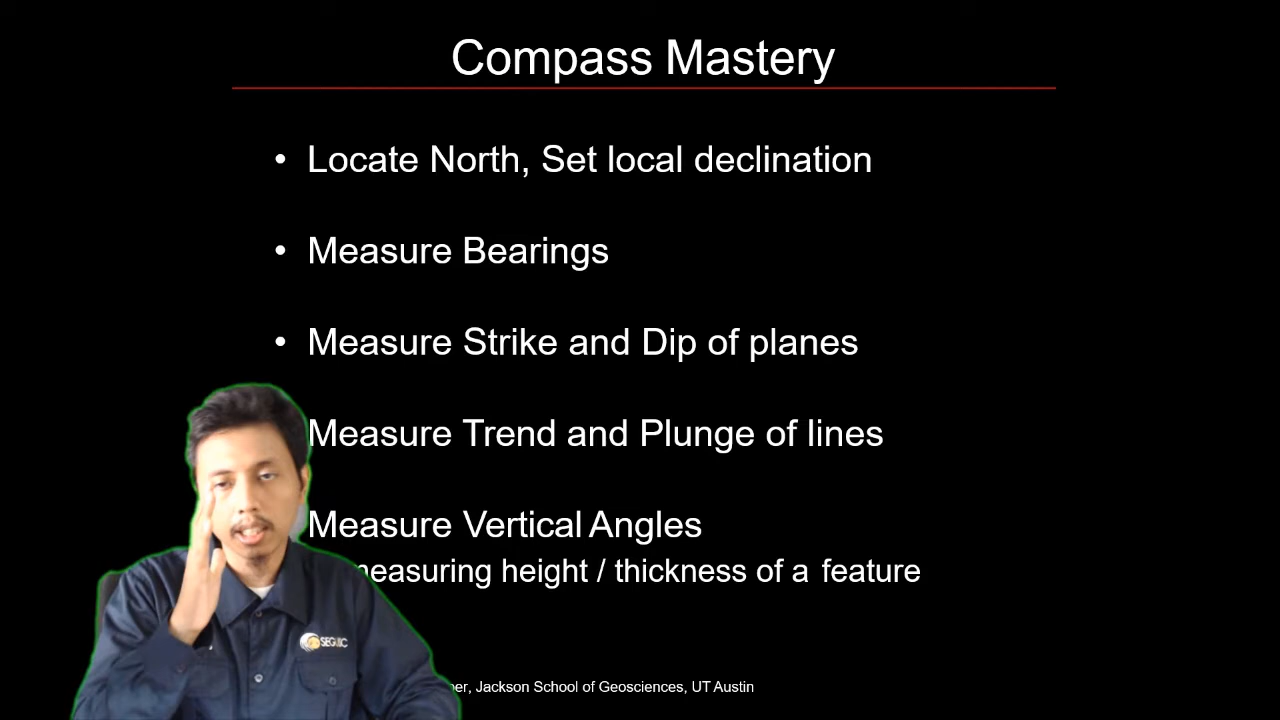 Compass Mastery
• Locate North, Set local declination
• Measure Bearings
• Measure Strike and Dip of planes
Measure Trend and Plunge of lines
Measure Vertical Angles
measuring height / thickness of a feature
Jackson School of Geosciences, UT Austin